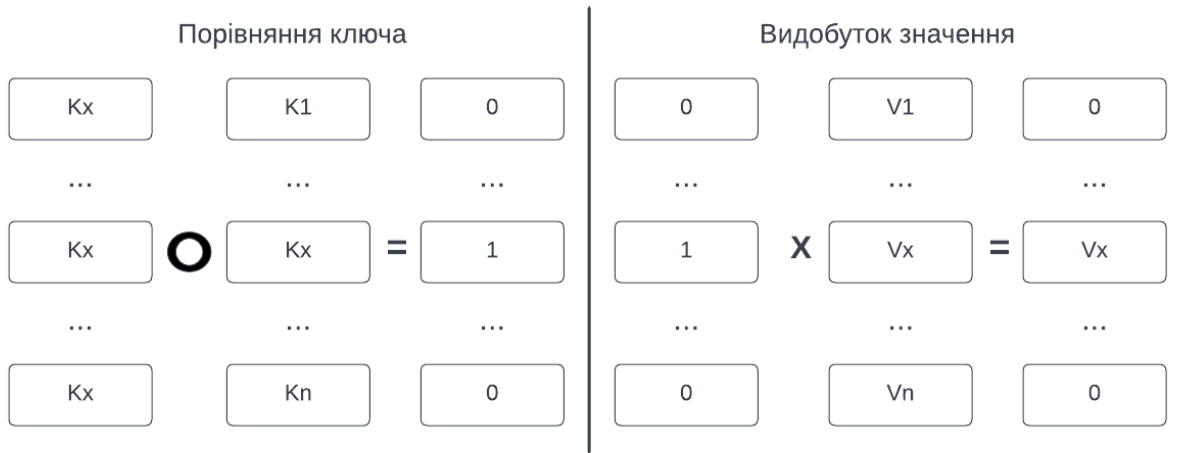 Порівняння ключа
Kx K1 0
... ... ...
Kx O Kx = 1
... ... ...
Kx Kn 0
Видобуток значення
0 V1 0
... ... ...
1 X Vx = Vx
... ... ...
0 Vn 0